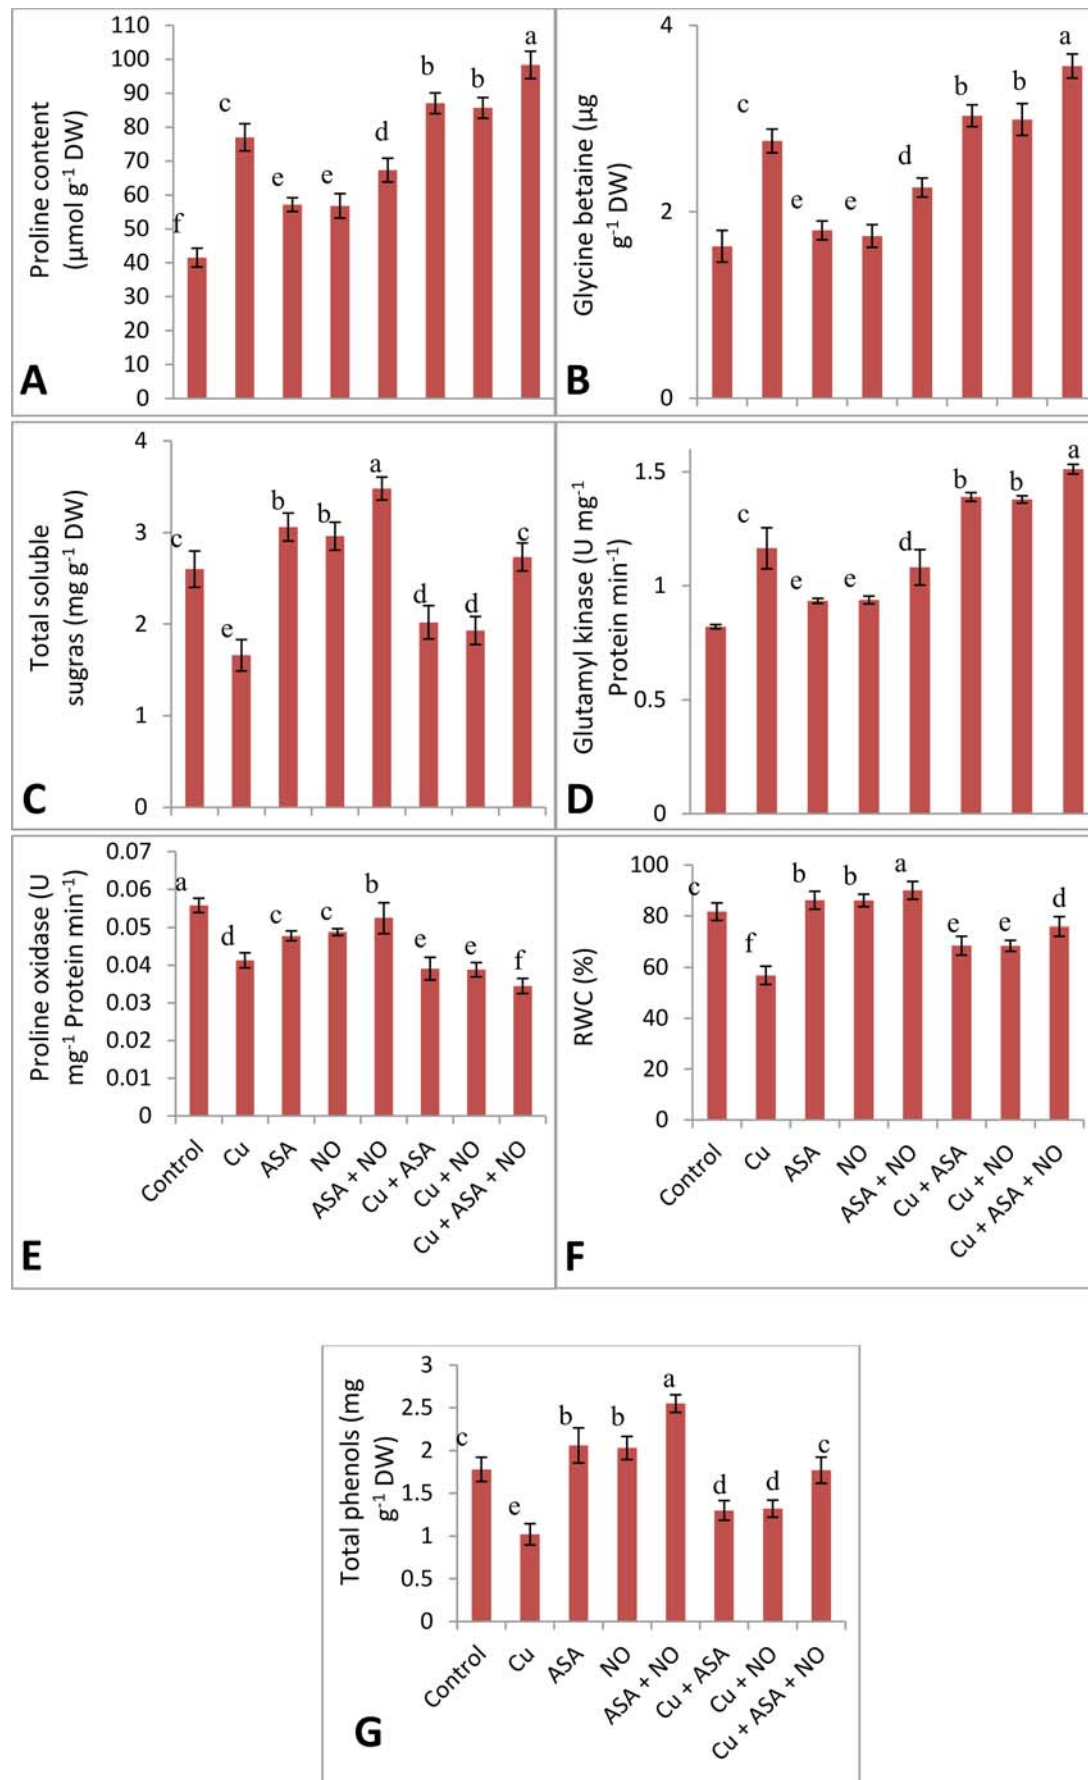 110
100
90
80
70
60
50
40
30
20
10
0
Proline content
(µmol g⁻¹ DW)
f
c
e
e
d
b
b
a
A
4
2
0
Glycine betaine (µg
g⁻¹ DW)
c
e
e
d
b
b
a
B
4
3
2
1
0
Total soluble
sugras (mg g⁻¹ DW)
c
e
b
b
a
d
d
c
C
1.5
1
0.5
0
Glutamyl kinase (U mg⁻¹
Protein min⁻¹)
c
e
e
d
b
b
a
D
0.07
0.06
0.05
0.04
0.03
0.02
0.01
0
Proline oxidase (U
mg⁻¹ Protein min⁻¹)
a
d
c
c
b
e
e
f
Control
Cu
ASA
NO
ASA + NO
Cu + ASA
Cu + NO
Cu + ASA + NO
E
100
80
60
40
20
0
RWC (%)
c
f
b
b
a
e
e
d
Control
Cu
ASA
NO
ASA + NO
Cu + ASA
Cu + NO
Cu + ASA + NO
F
3
2.5
2
1.5
1
0.5
0
Total phenols (mg
g⁻¹ DW)
c
e
b
b
a
d
d
c
Control
Cu
ASA
NO
ASA + NO
Cu + ASA
Cu + NO
Cu + ASA + NO
G